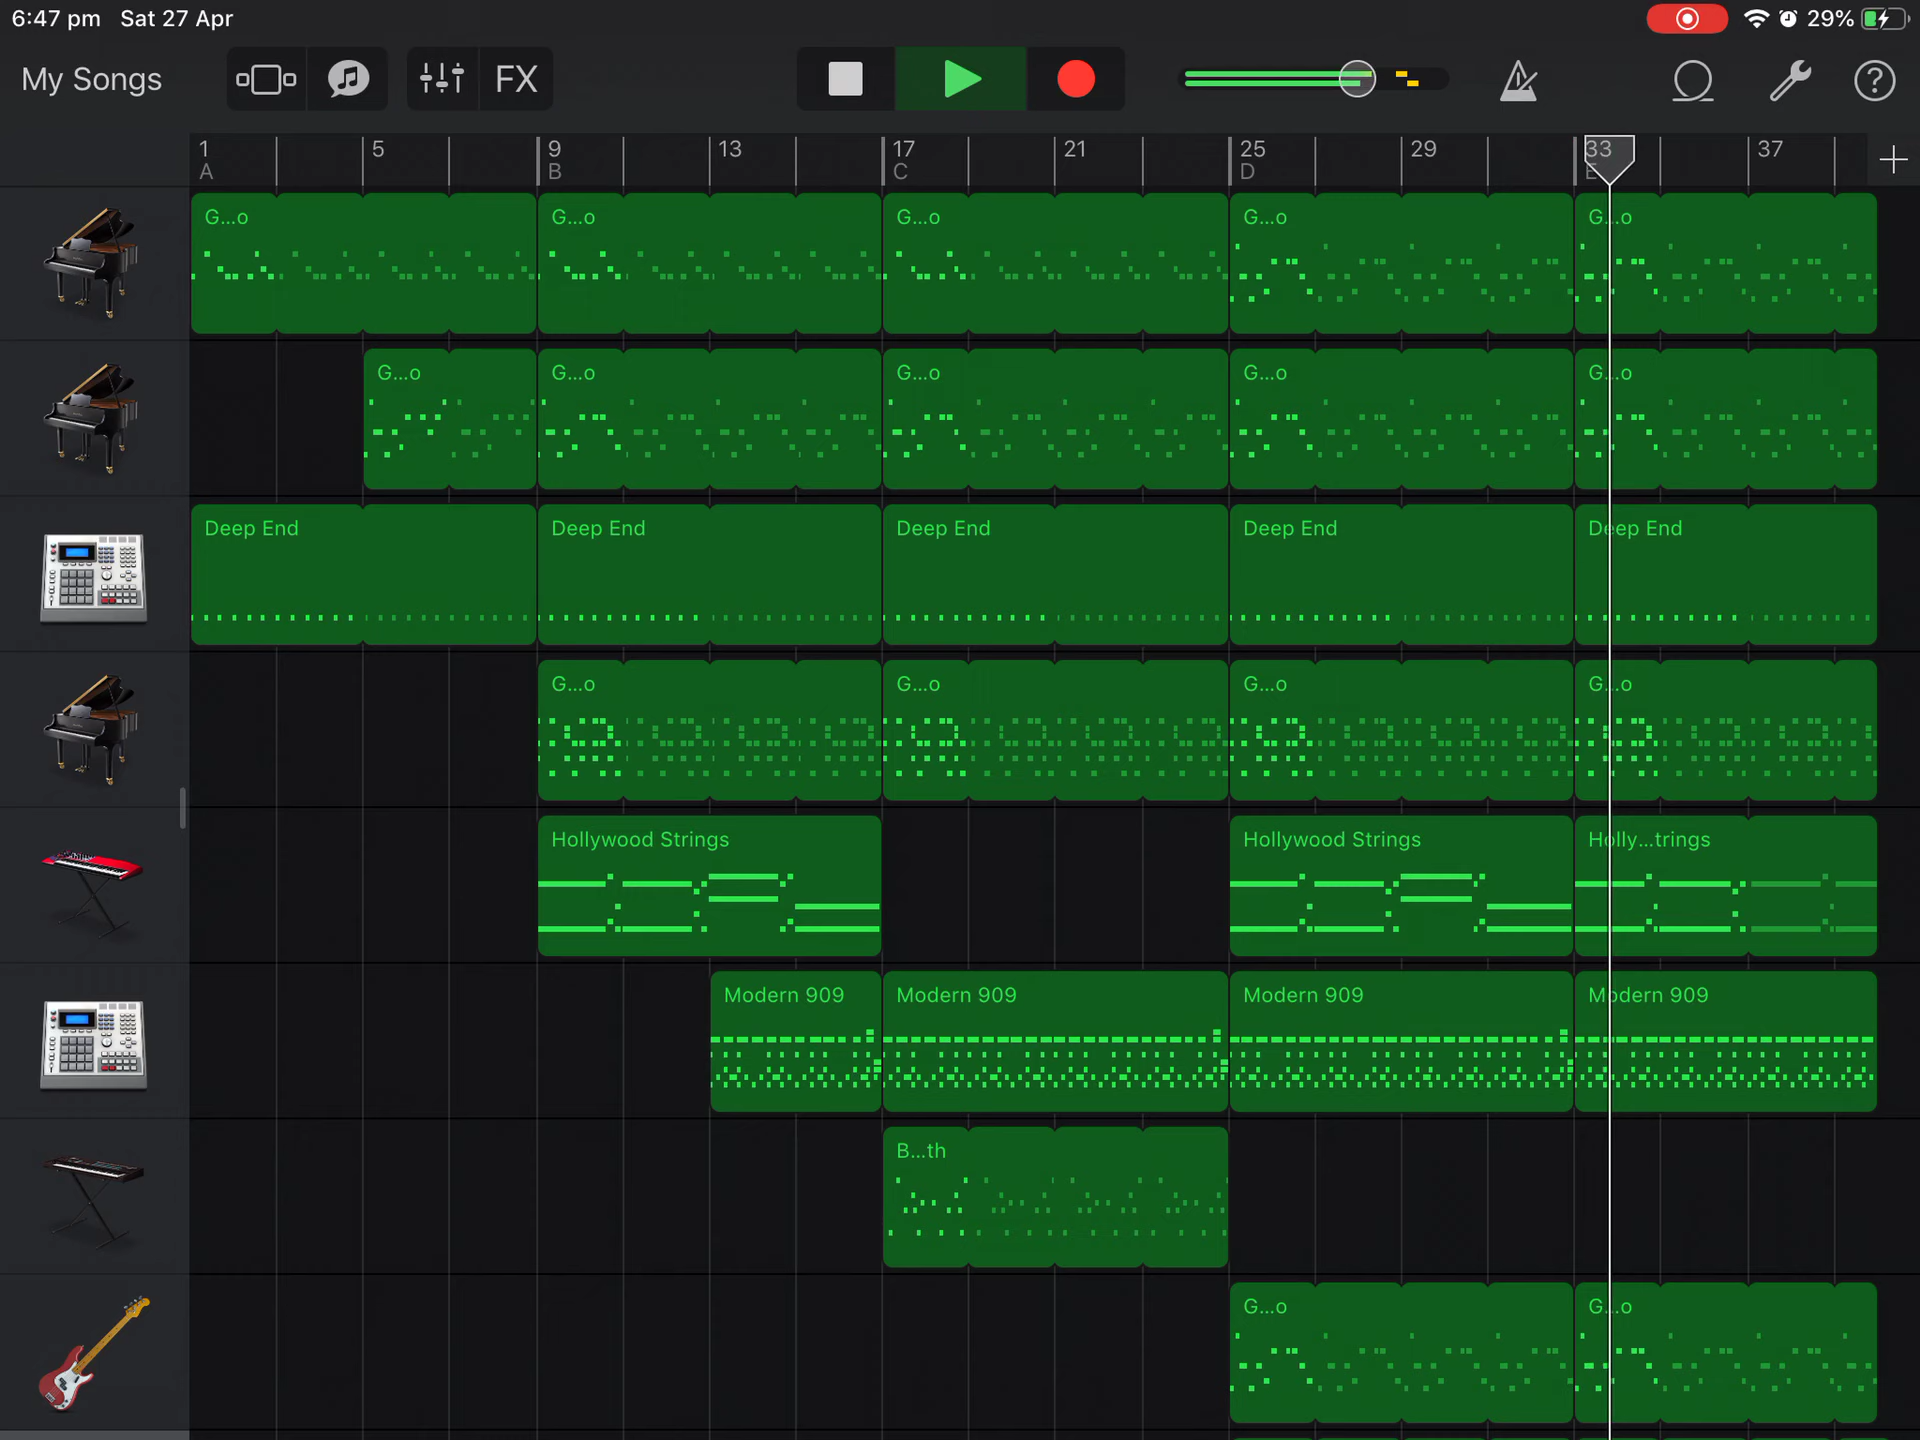 6:47 pm Sat 27 Apr 29%
My Songs FX
1 5 9 13 17 21 25 29 33 37
A B C D E
G...o G...o G...o G...o G...o
G...o G...o G...o G...o G...o
Deep End Deep End Deep End Deep End Deep End
G...o G...o G...o G...o
Hollywood Strings Hollywood Strings Holly...trings
Modern 909 Modern 909 Modern 909 Modern 909
B...th
G...o G...o